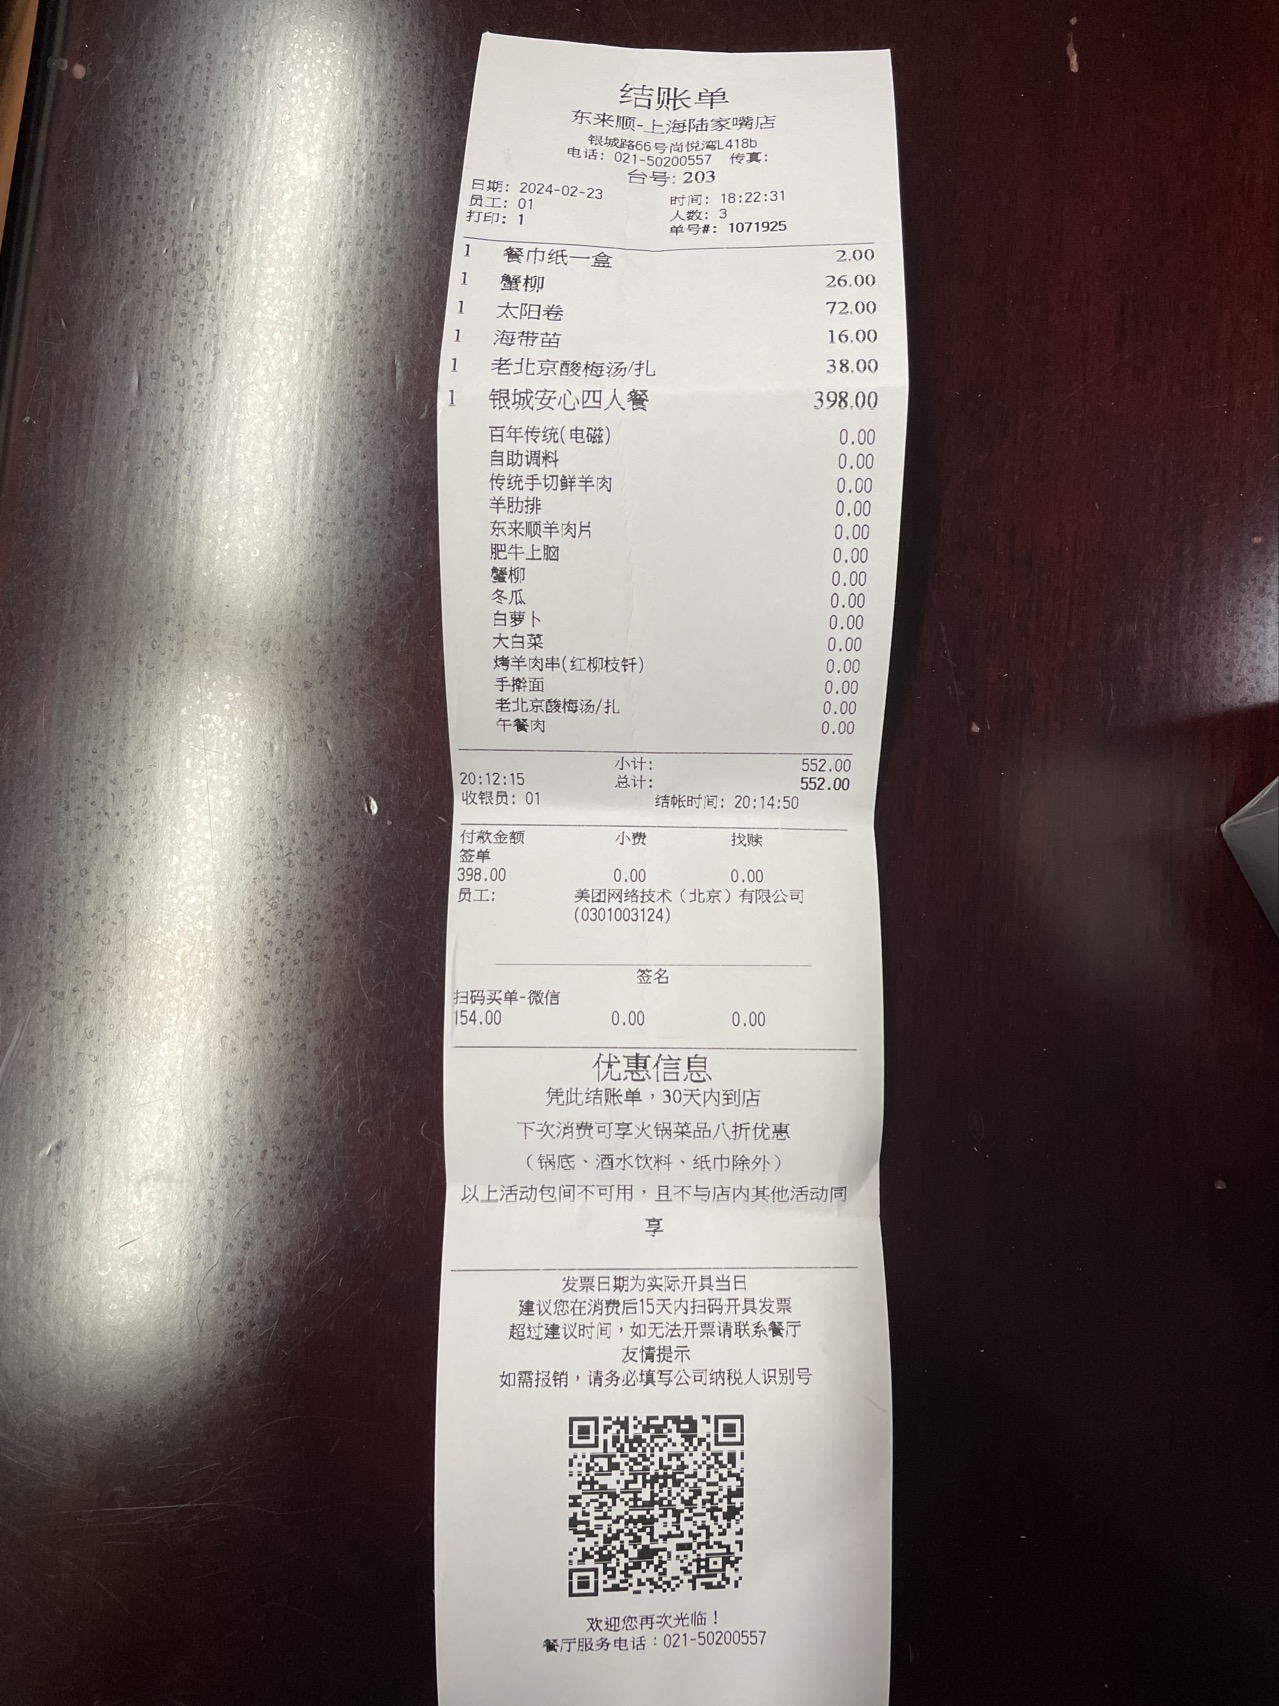 结账单
东来顺-上海陆家嘴店
银城路66号尚悦湾L418b
电话: 021-50200557 传真:
台号: 203
日期: 2024-02-23 时间: 18:22:31
员工: 01 人数: 3
打印: 1 单号#: 1071925
1 餐巾纸一盒 2.00
1 蟹柳 26.00
1 太阳卷 72.00
1 海带苗 16.00
1 老北京酸梅汤/扎 38.00
1 银城安心四人餐 398.00
百年传统(电磁) 0.00
自助调料 0.00
传统手切鲜羊肉 0.00
羊肋排 0.00
东来顺羊肉片 0.00
肥牛上脑 0.00
蟹柳 0.00
冬瓜 0.00
白萝卜 0.00
大白菜 0.00
烤羊肉串(红柳枝钎) 0.00
手擀面 0.00
老北京酸梅汤/扎 0.00
午餐肉 0.00
小计: 552.00
20:12:15 总计: 552.00
收银员: 01 结帐时间: 20:14:50
付款金额 小费 找赎
签单
398.00 0.00 0.00
员工: 美团网络技术（北京）有限公司
(0301003124)
签名
扫码买单-微信
154.00 0.00 0.00
优惠信息
凭此结账单，30天内到店
下次消费可享火锅菜品八折优惠
（锅底、酒水饮料、纸巾除外）
以上活动包间不可用，且不与店内其他活动同
享
发票日期为实际开具当日
建议您在消费后15天内扫码开具发票
超过建议时间，如无法开票请联系餐厅
友情提示
如需报销，请务必填写公司纳税人识别号
欢迎您再次光临！
餐厅服务电话：021-50200557